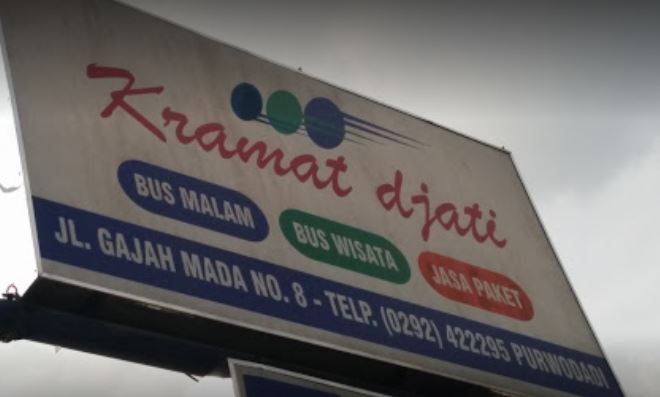 Kramat djati
BUS MALAM
BUS WISATA
JASA PAKET
JL. GAJAH MADA NO. 8 - TELP. (0292) 422295 PURWODADI